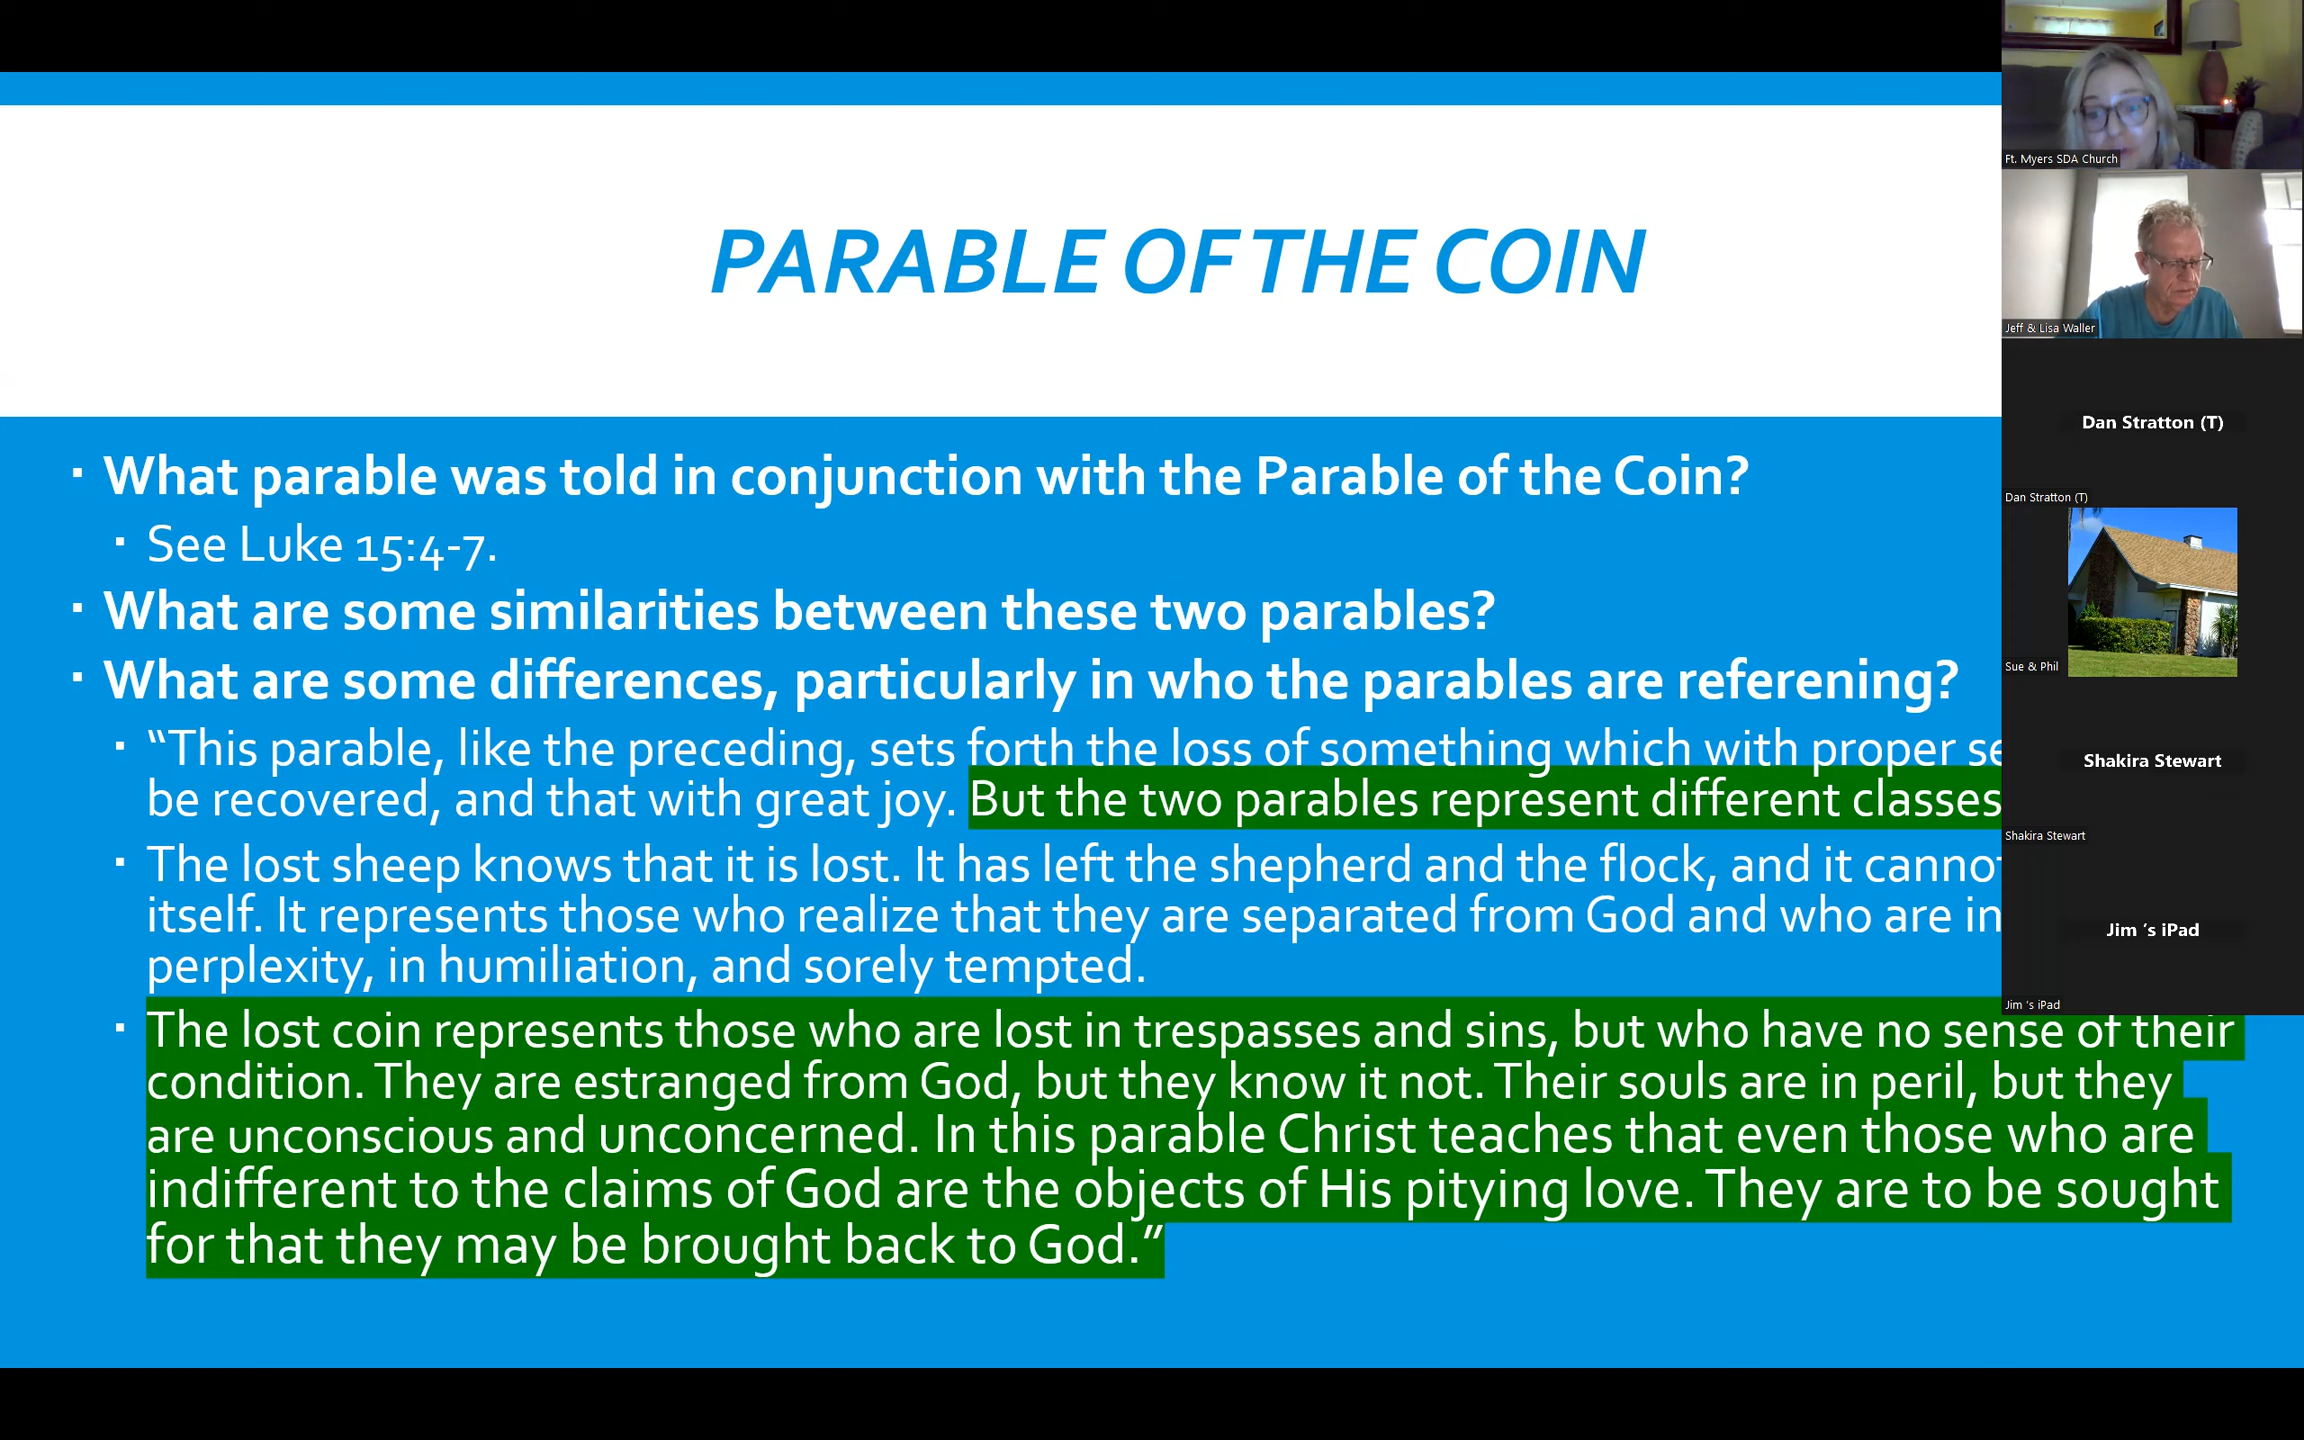 PARABLE OF THE COIN
▪ What parable was told in conjunction with the Parable of the Coin?
▪ See Luke 15:4-7.
▪ What are some similarities between these two parables?
▪ What are some differences, particularly in who the parables are referening?
▪ “This parable, like the preceding, sets forth the loss of something which with proper
be recovered, and that with great joy. But the two parables represent different classes
▪ The lost sheep knows that it is lost. It has left the shepherd and the flock, and it
itself. It represents those who realize that they are separated from God and who are in
perplexity, in humiliation, and sorely tempted.
▪ The lost coin represents those who are lost in trespasses and sins, but who have no sense of their
condition. They are estranged from God, but they know it not. Their souls are in peril, but they
are unconscious and unconcerned. In this parable Christ teaches that even those who are
indifferent to the claims of God are the objects of His pitying love. They are to be sought
for that they may be brought back to God.”
Ft. Myers SDA Church
Jeff & Lisa Waller
Dan Stratton (T)
Dan Stratton (T)
Sue & Phil
Shakira Stewart
Shakira Stewart
Jim ’s iPad
Jim 's iPad